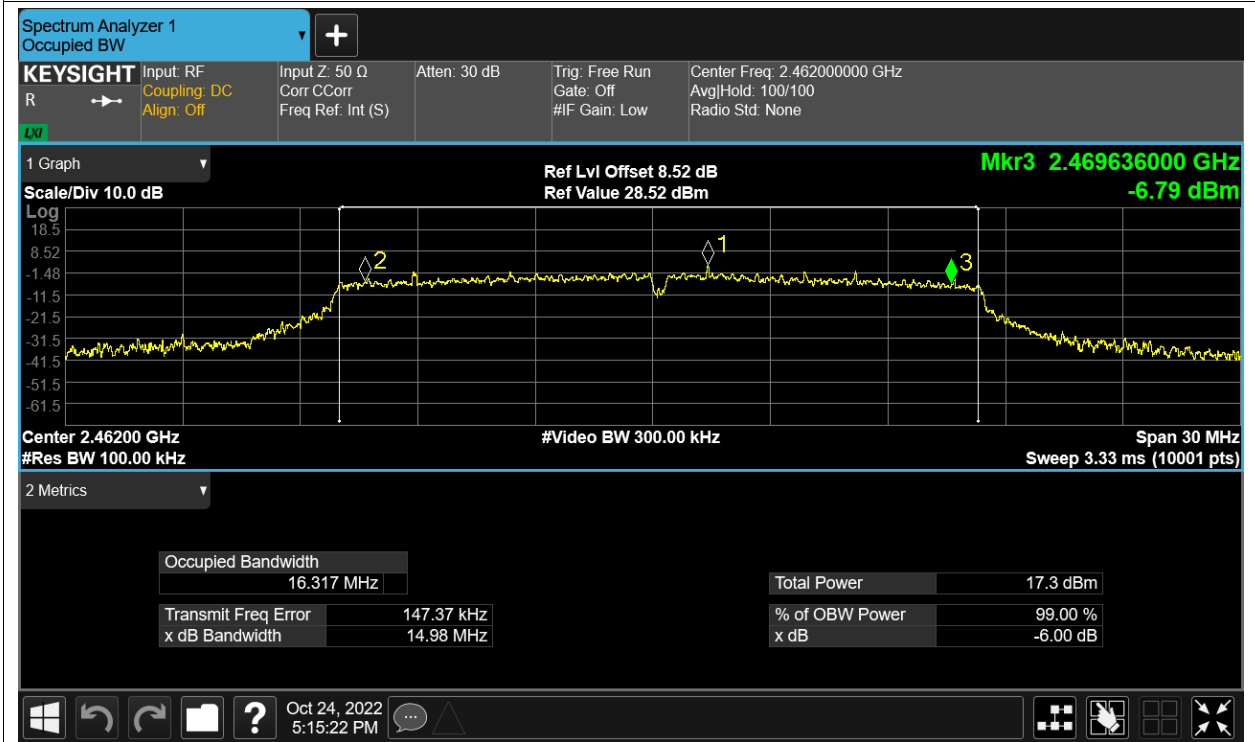 Spectrum Analyzer 1
Occupied BW
KEYSIGHT
R
LXI
Input: RF
Coupling: DC
Align: Off
Input Z: 50 Ω
Corr CCorr
Freq Ref: Int (S)
Atten: 30 dB
Trig: Free Run
Gate: Off
#IF Gain: Low
Center Freq: 2.462000000 GHz
Avg|Hold: 100/100
Radio Std: None
1 Graph
Scale/Div 10.0 dB
Ref Lvl Offset 8.52 dB
Ref Value 28.52 dBm
Mkr3 2.469636000 GHz
-6.79 dBm
Log
18.5
8.52
-1.48
-11.5
-21.5
-31.5
-41.5
-51.5
-61.5
2
1
3
Center 2.46200 GHz
#Res BW 100.00 kHz
#Video BW 300.00 kHz
Span 30 MHz
Sweep 3.33 ms (10001 pts)
2 Metrics
Occupied Bandwidth
16.317 MHz
Transmit Freq Error 147.37 kHz
x dB Bandwidth 14.98 MHz
Total Power 17.3 dBm
% of OBW Power 99.00 %
x dB -6.00 dB
?
Oct 24, 2022
5:15:22 PM